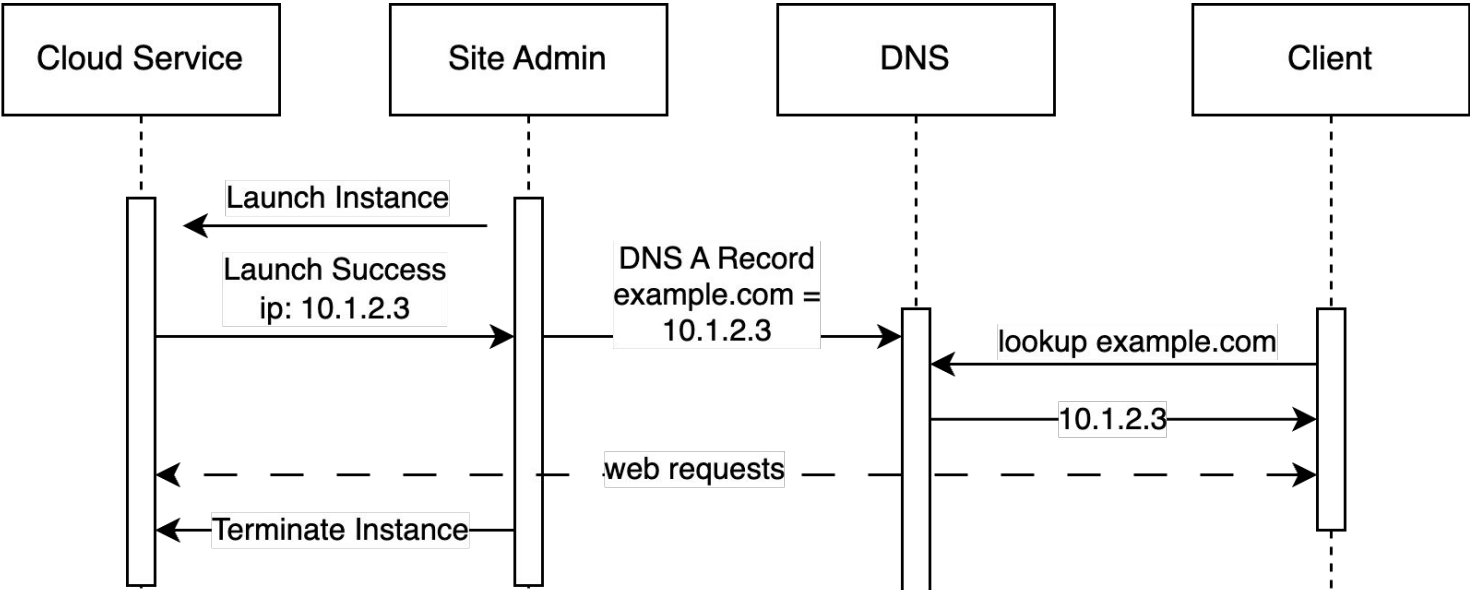 Cloud Service
Site Admin
DNS
Client
Launch Instance
Launch Success
ip: 10.1.2.3
DNS A Record
example.com =
10.1.2.3
lookup example.com
10.1.2.3
web requests
Terminate Instance